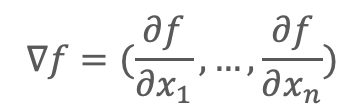 ∇f = (∂f/∂x₁, ..., ∂f/∂xₙ)